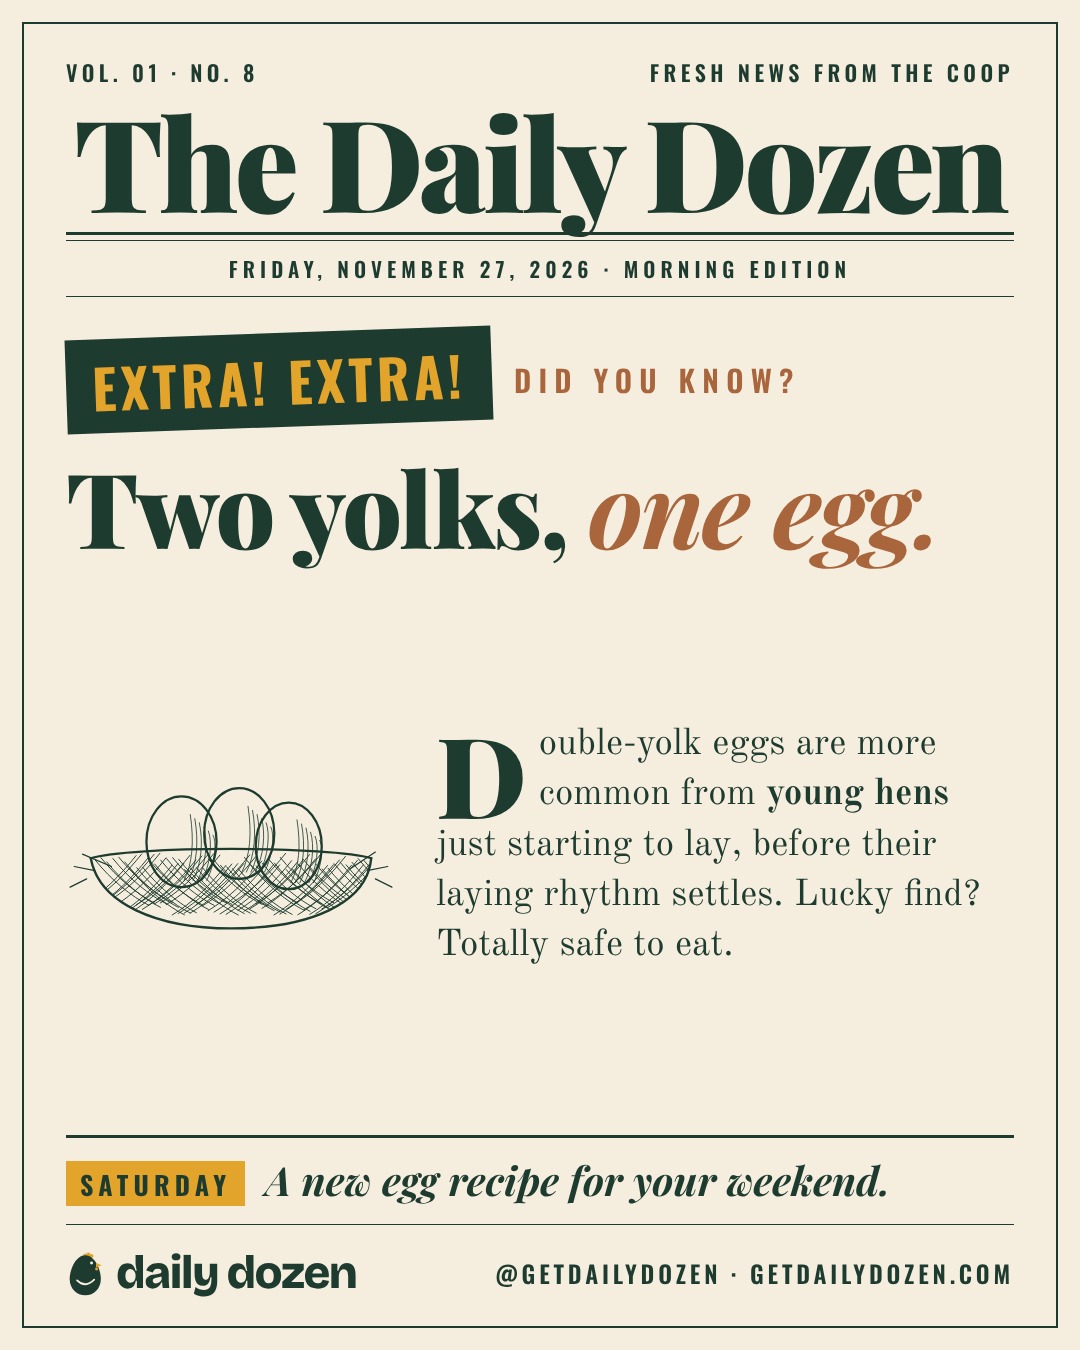 VOL. 01 · NO. 8
FRESH NEWS FROM THE COOP
The Daily Dozen
FRIDAY, NOVEMBER 27, 2026 · MORNING EDITION
EXTRA! EXTRA!
DID YOU KNOW?
Two yolks, one egg.
Double-yolk eggs are more
common from young hens
just starting to lay, before their
laying rhythm settles. Lucky find?
Totally safe to eat.
SATURDAY
A new egg recipe for your weekend.
daily dozen
@GETDAILYDOZEN · GETDAILYDOZEN.COM